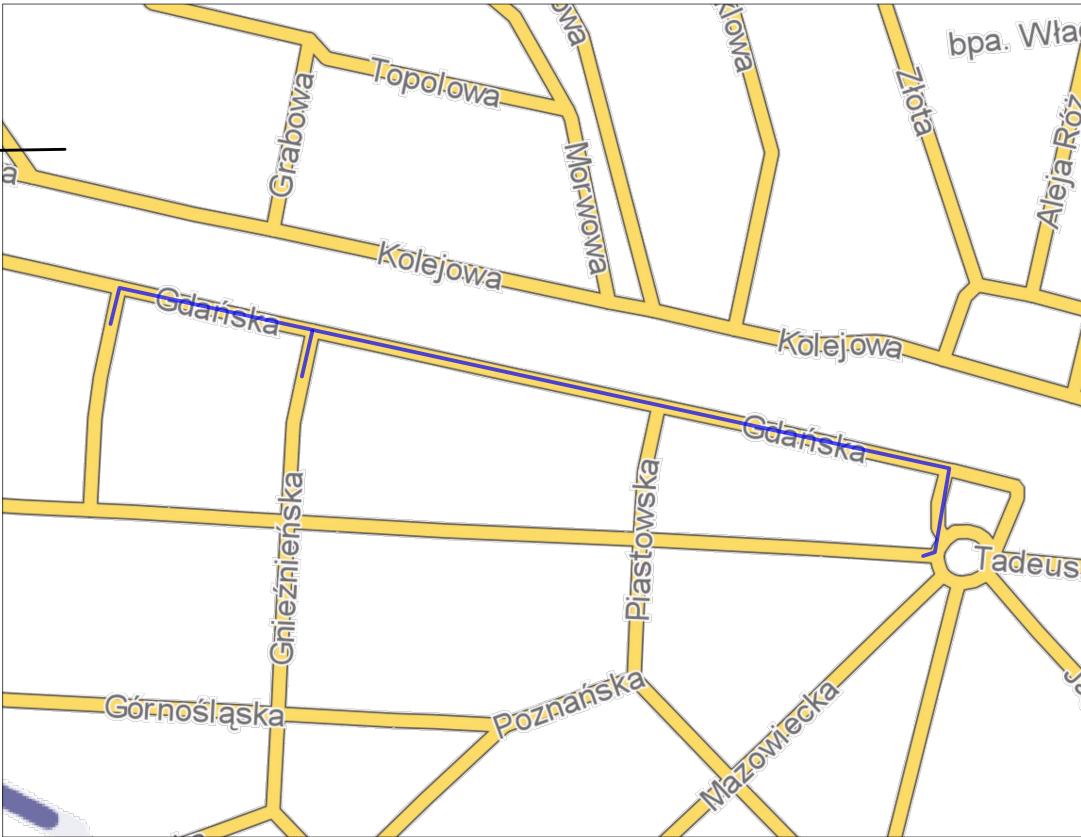 bpa. Wła
Topolowa
Złota
Grabowa
Aleja Róż
Morwowa
Kolejowa
Gdańska
Kolejowa
Gdańska
Piastowska
Gnieźnieńska
Tadeus
Górnośląska
Poznańska
Mazowiecka